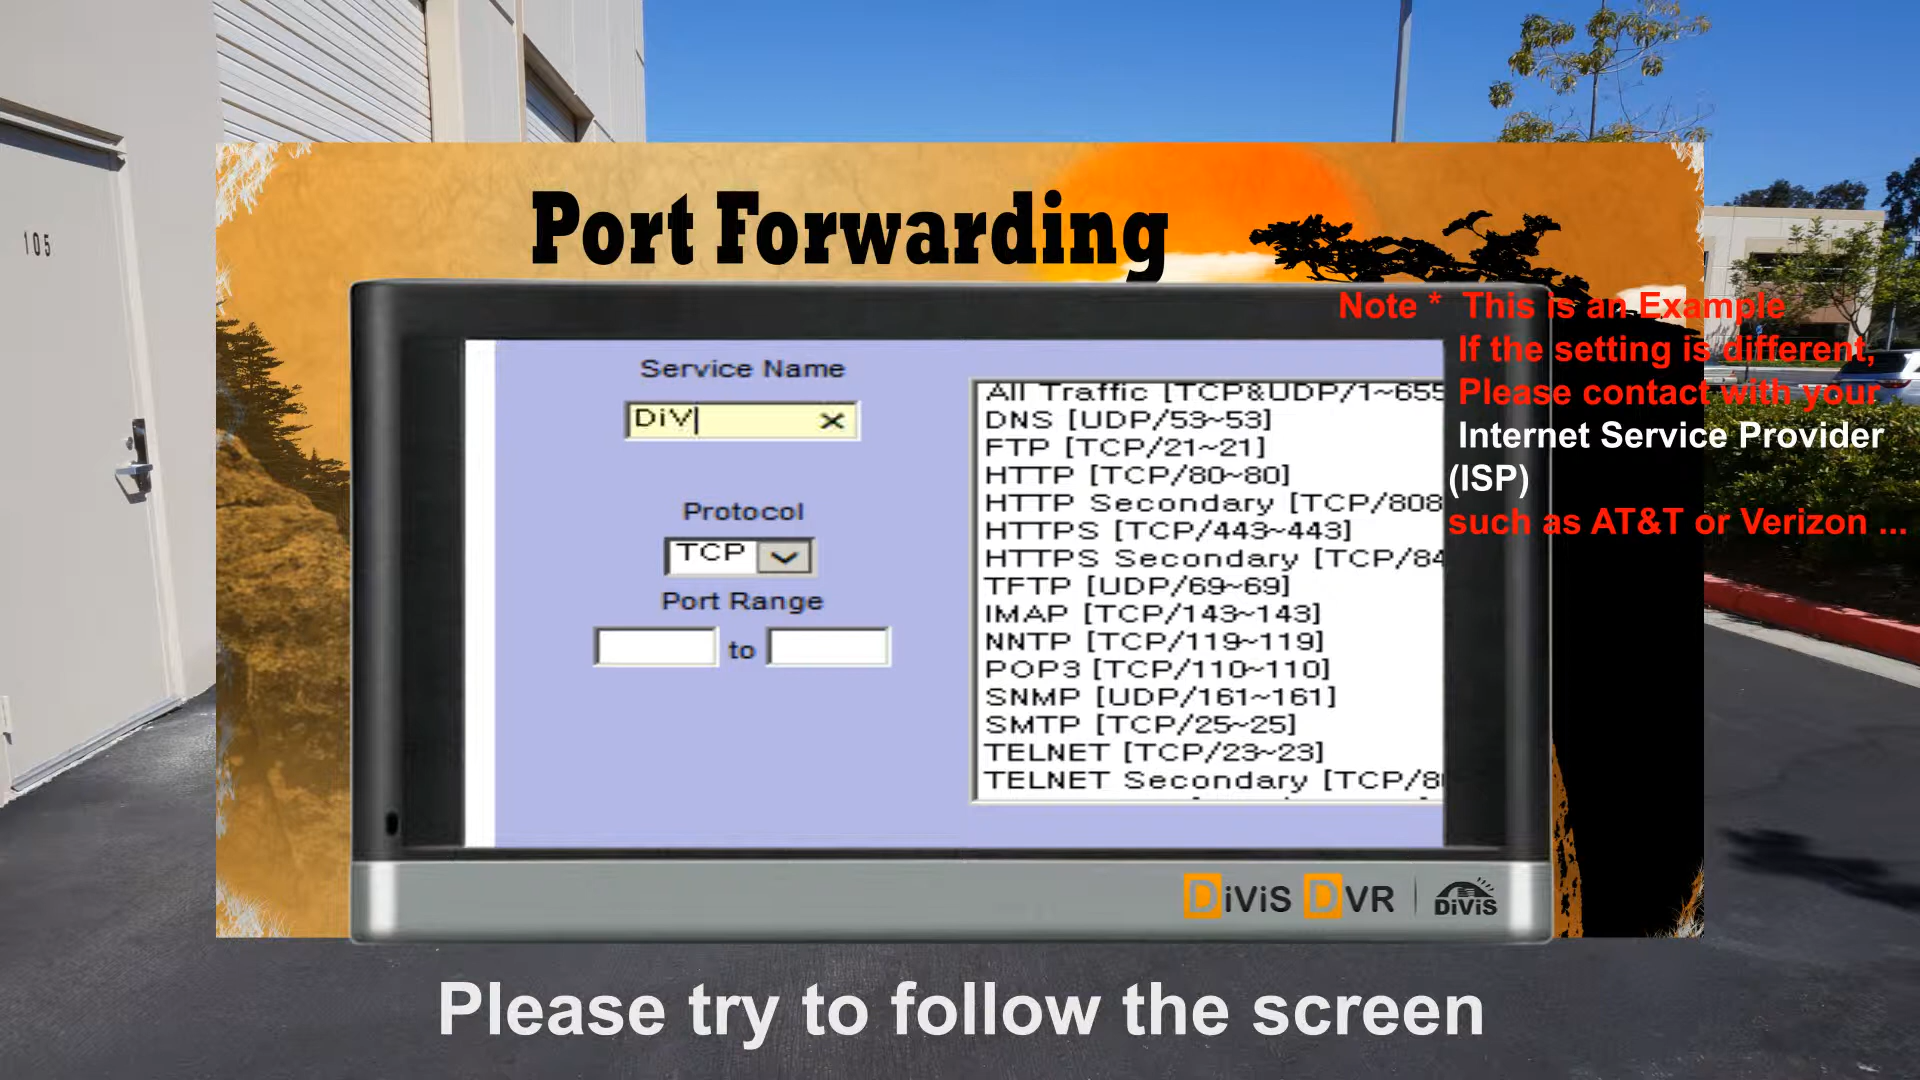 105
Port Forwarding
Note * This is an Example
If the setting is different,
Please contact with your
Internet Service Provider
(ISP)
such as AT&T or Verizon ...
Service Name
DiV
Protocol
TCP
Port Range
to
All Traffic [TCP&UDP/1~655
DNS [UDP/53~53]
FTP [TCP/21~21]
HTTP [TCP/80~80]
HTTP Secondary [TCP/808
HTTPS [TCP/443~443]
HTTPS Secondary [TCP/84
TFTP [UDP/69~69]
IMAP [TCP/143~143]
NNTP [TCP/119~119]
POP3 [TCP/110~110]
SNMP [UDP/161~161]
SMTP [TCP/25~25]
TELNET [TCP/23~23]
TELNET Secondary [TCP/8
DiViS DVR
DiViS
Please try to follow the screen